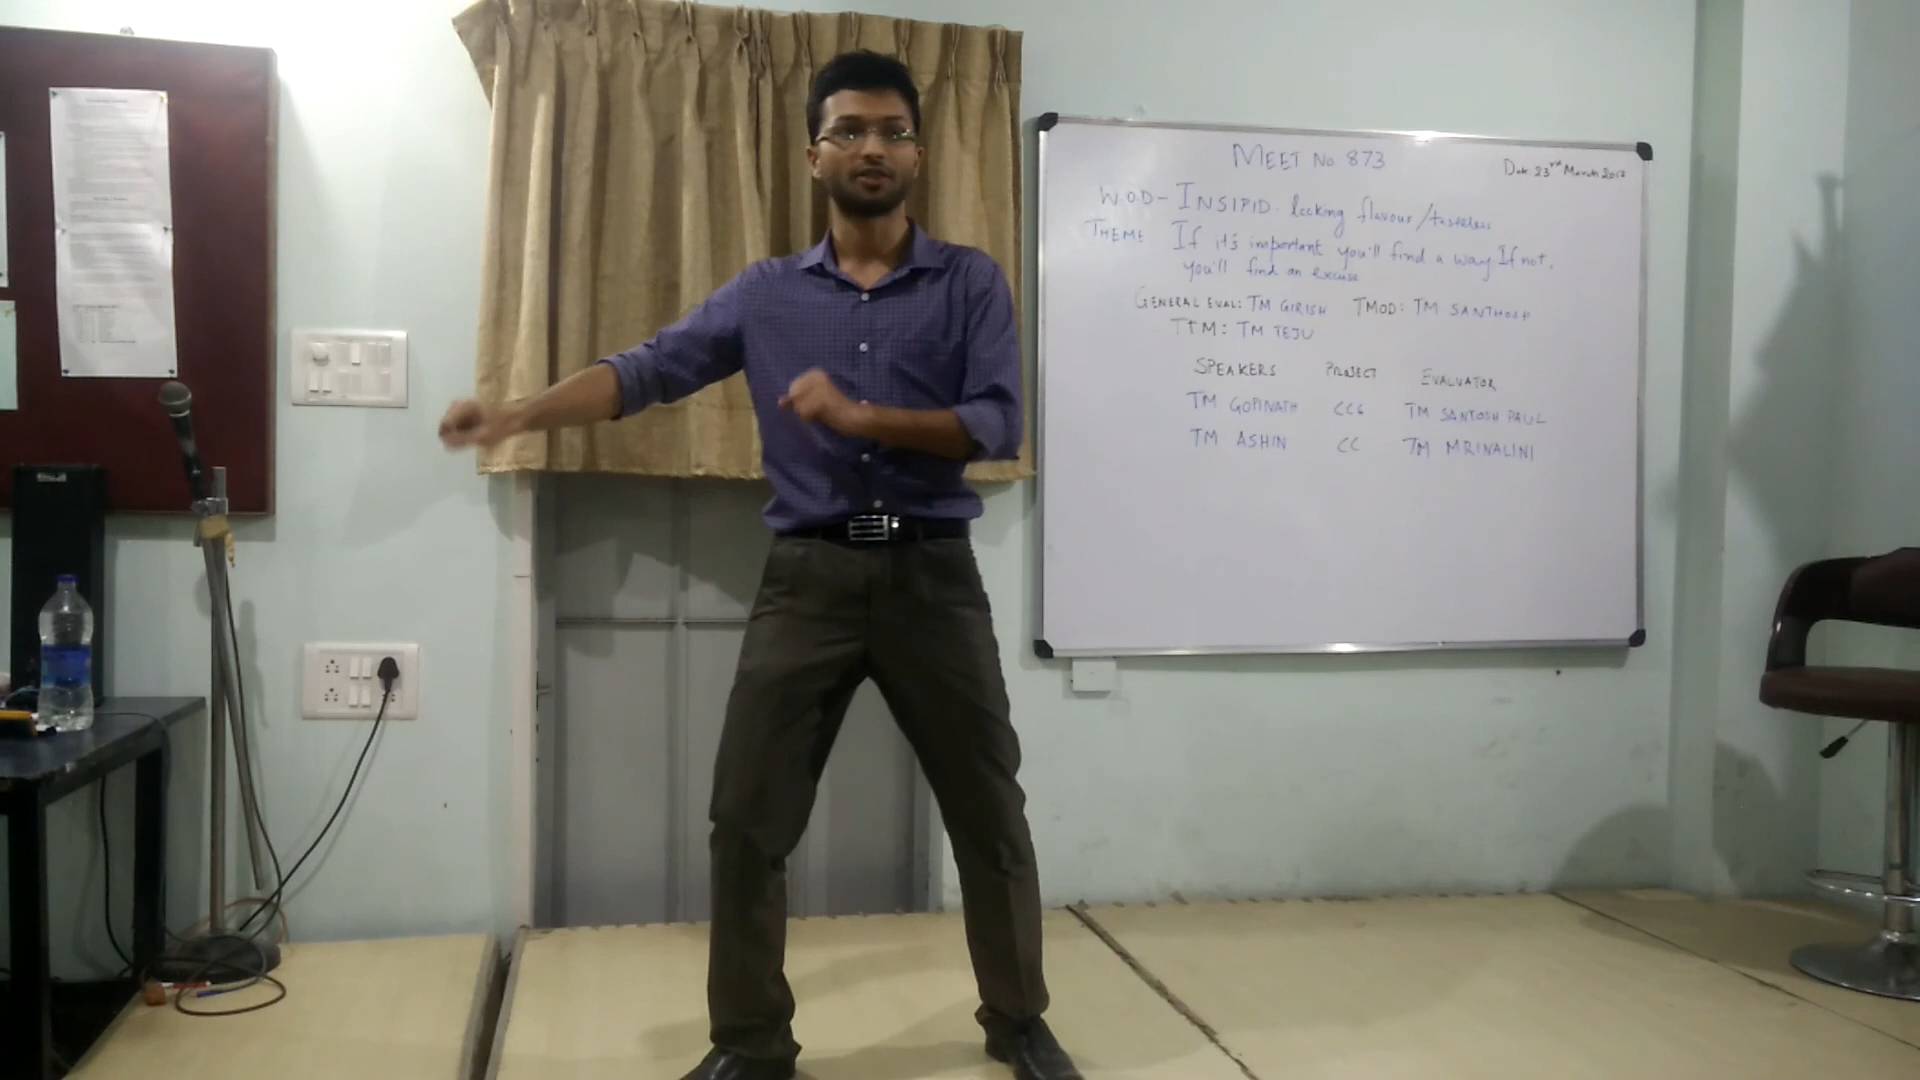 MEET No 873
Date 23rd March 2017
W.O.D - INSIPID. lacking flavour/tasteless
THEME If it's important you'll find a way If not,
you'll find an excuse
GENERAL EVAL: TM GIRISH TMOD: TM SANTHOSH
TTM: TM TEJU
SPEAKERS PROJECT EVALUATOR
TM GOPINATH CC6 TM SANTOSH PAUL
TM ASHIN CC TM MRINALINI